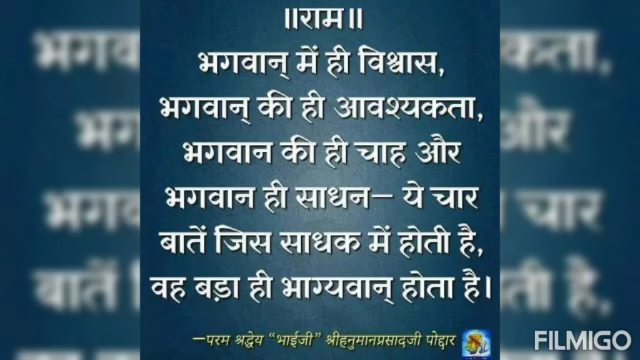 ॥राम॥
भगवान् में ही विश्वास,
भगवान् की ही आवश्यकता,
भगवान की ही चाह और
भगवान ही साधन– ये चार
बातें जिस साधक में होती है,
वह बड़ा ही भाग्यवान् होता है।
–परम श्रद्धेय “भाईजी” श्रीहनुमानप्रसादजी पोद्दार
FILMIGO